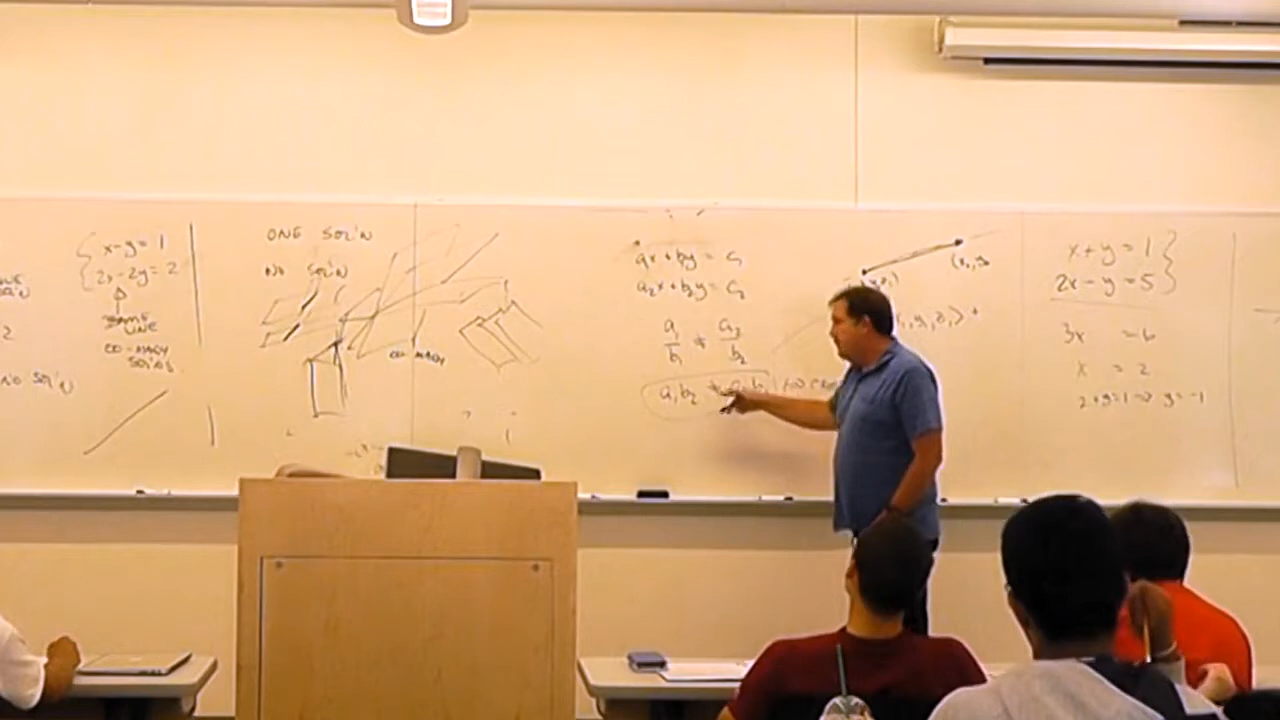 x-y=1
2x-2y=2
SAME
LINE
∞-MANY
SOL'NS
2
NO SOL'N
ONE SOL'N
NO SOL'N
∞-MANY
a₁x+b₁y = c₁
a₂x+b₂y = c₂
a₁/b₁ ≠ a₂/b₂
a₁b₂ ≠ a₂b₁
x+y=1
2x-y=5
3x =6
x = 2
2+y=1 ⇒ y=-1